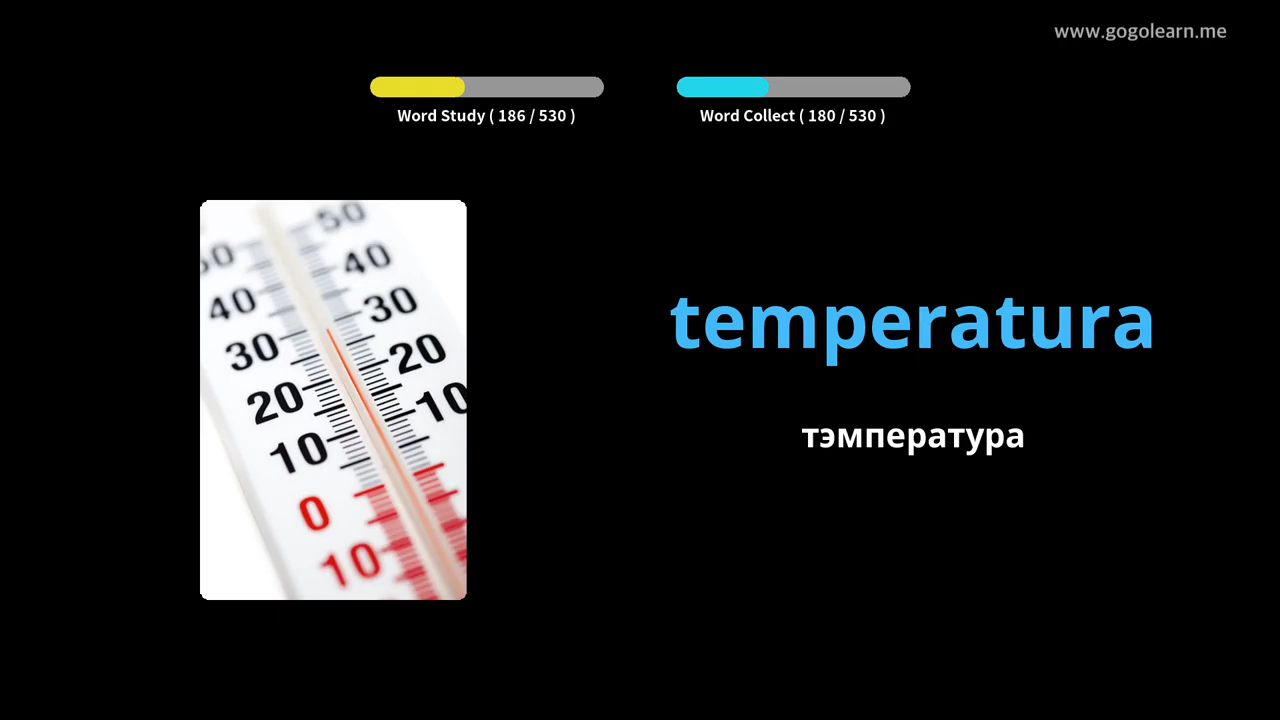 www.gogolearn.me
Word Study ( 186 / 530 )
Word Collect ( 180 / 530 )
50
40
40
30
30
20
20
10
10
0
10
temperatura
тэмпература